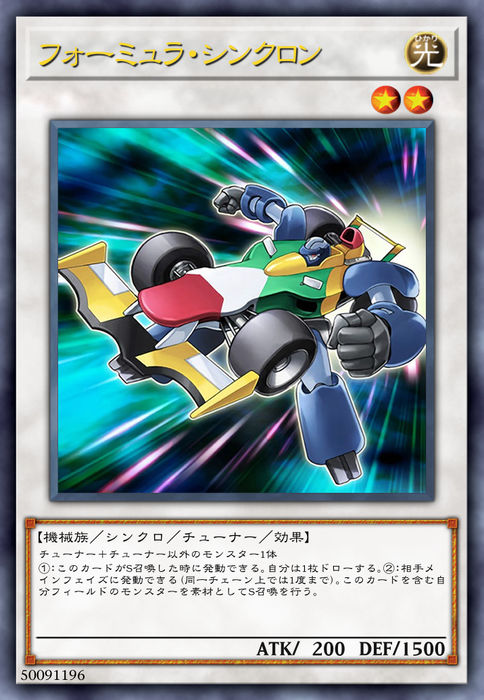 フォーミュラ・シンクロン
ひかり
光
【機械族／シンクロ／チューナー／効果】
チューナー＋チューナー以外のモンスター1体
①：このカードがS召喚した時に発動できる。自分は1枚ドローする。②：相手メ
インフェイズに発動できる(同一チェーン上では1度まで)。このカードを含む自
分フィールドのモンスターを素材としてS召喚を行う。
ATK/ 200 DEF/1500
50091196